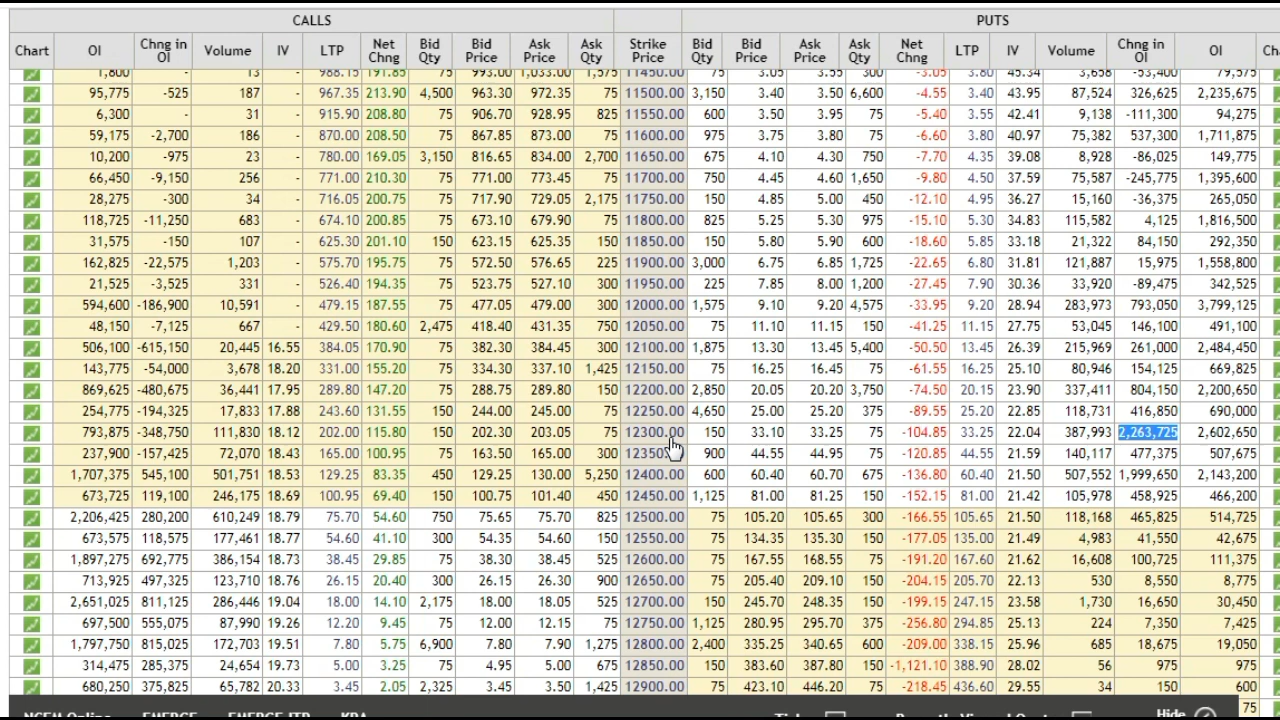 CALLS PUTS
Chart OI Chng in OI Volume IV LTP Net Chng Bid Qty Bid Price Ask Price Ask Qty Strike Price Bid Qty Bid Price Ask Price Ask Qty Net Chng LTP IV Volume Chng in OI OI Ch
1,800 - 13 - 988.15 191.85 75 993.00 1,033.00 1,575 11450.00 75 3.05 3.55 300 -3.05 3.80 45.34 3,658 -53,400 79,575
95,775 -525 187 - 967.35 213.90 4,500 963.30 972.35 75 11500.00 3,150 3.40 3.50 6,600 -4.55 3.40 43.95 87,524 326,625 2,235,675
6,300 - 31 - 915.90 208.80 75 906.70 928.95 825 11550.00 600 3.50 3.95 75 -5.40 3.55 42.41 9,138 -111,300 94,275
59,175 -2,700 186 - 870.00 208.50 75 867.85 873.00 75 11600.00 975 3.75 3.80 75 -6.60 3.80 40.97 75,382 537,300 1,711,875
10,200 -975 23 - 780.00 169.05 3,150 816.65 834.00 2,700 11650.00 675 4.10 4.30 750 -7.70 4.35 39.08 8,928 -86,025 149,775
66,450 -9,150 256 - 771.00 210.30 75 771.00 773.45 75 11700.00 750 4.45 4.60 1,650 -9.80 4.50 37.59 75,587 -245,775 1,395,600
28,275 -300 34 - 716.05 200.75 75 717.90 729.05 2,175 11750.00 150 4.85 5.00 450 -12.10 4.95 36.27 15,160 -36,375 265,050
118,725 -11,250 683 - 674.10 200.85 75 673.10 679.90 75 11800.00 825 5.25 5.30 975 -15.10 5.30 34.83 115,582 4,125 1,816,500
31,575 -150 107 - 625.30 201.10 150 623.15 625.35 150 11850.00 150 5.80 5.90 600 -18.60 5.85 33.18 21,322 84,150 292,350
162,825 -22,575 1,203 - 575.70 195.75 75 572.50 576.65 225 11900.00 3,000 6.75 6.85 1,725 -22.65 6.80 31.81 121,887 15,975 1,558,800
21,525 -3,525 331 - 526.40 194.35 75 523.75 527.10 300 11950.00 225 7.85 8.00 1,200 -27.45 7.90 30.36 33,920 -89,475 342,525
594,600 -186,900 10,591 - 479.15 187.55 75 477.05 479.00 300 12000.00 1,575 9.10 9.20 4,575 -33.95 9.20 28.94 283,973 793,050 3,799,125
48,150 -7,125 667 - 429.50 180.60 2,475 418.40 431.35 750 12050.00 75 11.10 11.15 150 -41.25 11.15 27.75 53,045 146,100 491,100
506,100 -615,150 20,445 16.55 384.05 170.90 75 382.30 384.45 300 12100.00 1,875 13.30 13.45 5,400 -50.50 13.45 26.39 215,969 261,000 2,484,450
143,775 -54,000 3,678 18.20 331.00 155.20 75 334.30 337.10 1,425 12150.00 75 16.25 16.45 75 -61.55 16.25 25.10 80,946 154,125 669,825
869,625 -480,675 36,441 17.95 289.80 147.20 75 288.75 289.80 150 12200.00 2,850 20.05 20.20 3,750 -74.50 20.15 23.90 337,411 804,150 2,200,650
254,775 -194,325 17,833 17.88 243.60 131.55 150 244.00 245.00 75 12250.00 4,650 25.00 25.20 375 -89.55 25.20 22.85 118,731 416,850 690,000
793,875 -348,750 111,830 18.12 202.00 115.80 150 202.30 203.05 75 12300.00 150 33.10 33.25 75 -104.85 33.25 22.04 387,993 2,263,725 2,602,650
237,900 -157,425 72,070 18.43 165.00 100.95 75 163.50 165.00 300 12350 900 44.55 44.95 75 -120.85 44.55 21.59 140,117 477,375 507,675
1,707,375 545,100 501,751 18.53 129.25 83.35 450 129.25 130.00 5,250 12400.00 600 60.40 60.70 675 -136.80 60.40 21.50 507,552 1,999,650 2,143,200
673,725 119,100 246,175 18.69 100.95 69.40 150 100.75 101.40 450 12450.00 1,125 81.00 81.25 150 -152.15 81.00 21.42 105,978 458,925 466,200
2,206,425 280,200 610,249 18.79 75.70 54.60 750 75.65 75.70 825 12500.00 75 105.20 105.65 300 -166.55 105.65 21.50 118,168 465,825 514,725
673,575 118,575 177,461 18.77 54.60 41.10 300 54.35 54.60 150 12550.00 75 134.35 135.30 150 -177.05 135.00 21.49 4,983 41,550 42,675
1,897,275 692,775 386,154 18.73 38.45 29.85 75 38.30 38.45 525 12600.00 75 167.55 168.55 75 -191.20 167.60 21.62 16,608 100,725 111,375
713,925 497,325 123,710 18.76 26.15 20.40 300 26.15 26.30 900 12650.00 75 205.40 209.10 150 -204.15 205.70 22.13 530 8,550 8,775
2,651,025 811,125 286,446 19.04 18.00 14.10 2,175 18.00 18.05 525 12700.00 150 245.70 248.35 150 -199.15 247.15 23.58 1,730 16,650 30,450
697,500 555,075 87,990 19.26 12.20 9.45 75 12.00 12.15 75 12750.00 1,125 280.95 295.70 375 -256.80 294.85 25.13 224 7,350 7,425
1,797,750 815,025 172,703 19.51 7.80 5.75 6,900 7.80 7.90 1,275 12800.00 2,400 335.25 340.65 600 -209.00 338.15 25.96 685 18,675 19,050
314,475 285,375 24,654 19.73 5.00 3.25 75 4.95 5.00 675 12850.00 150 383.60 387.80 150 -1,121.10 388.90 28.02 56 975 975
680,250 375,825 65,782 20.33 3.45 2.05 2,325 3.45 3.50 1,425 12900.00 75 423.10 446.20 75 -218.45 436.60 29.55 34 150 600
Hide 75